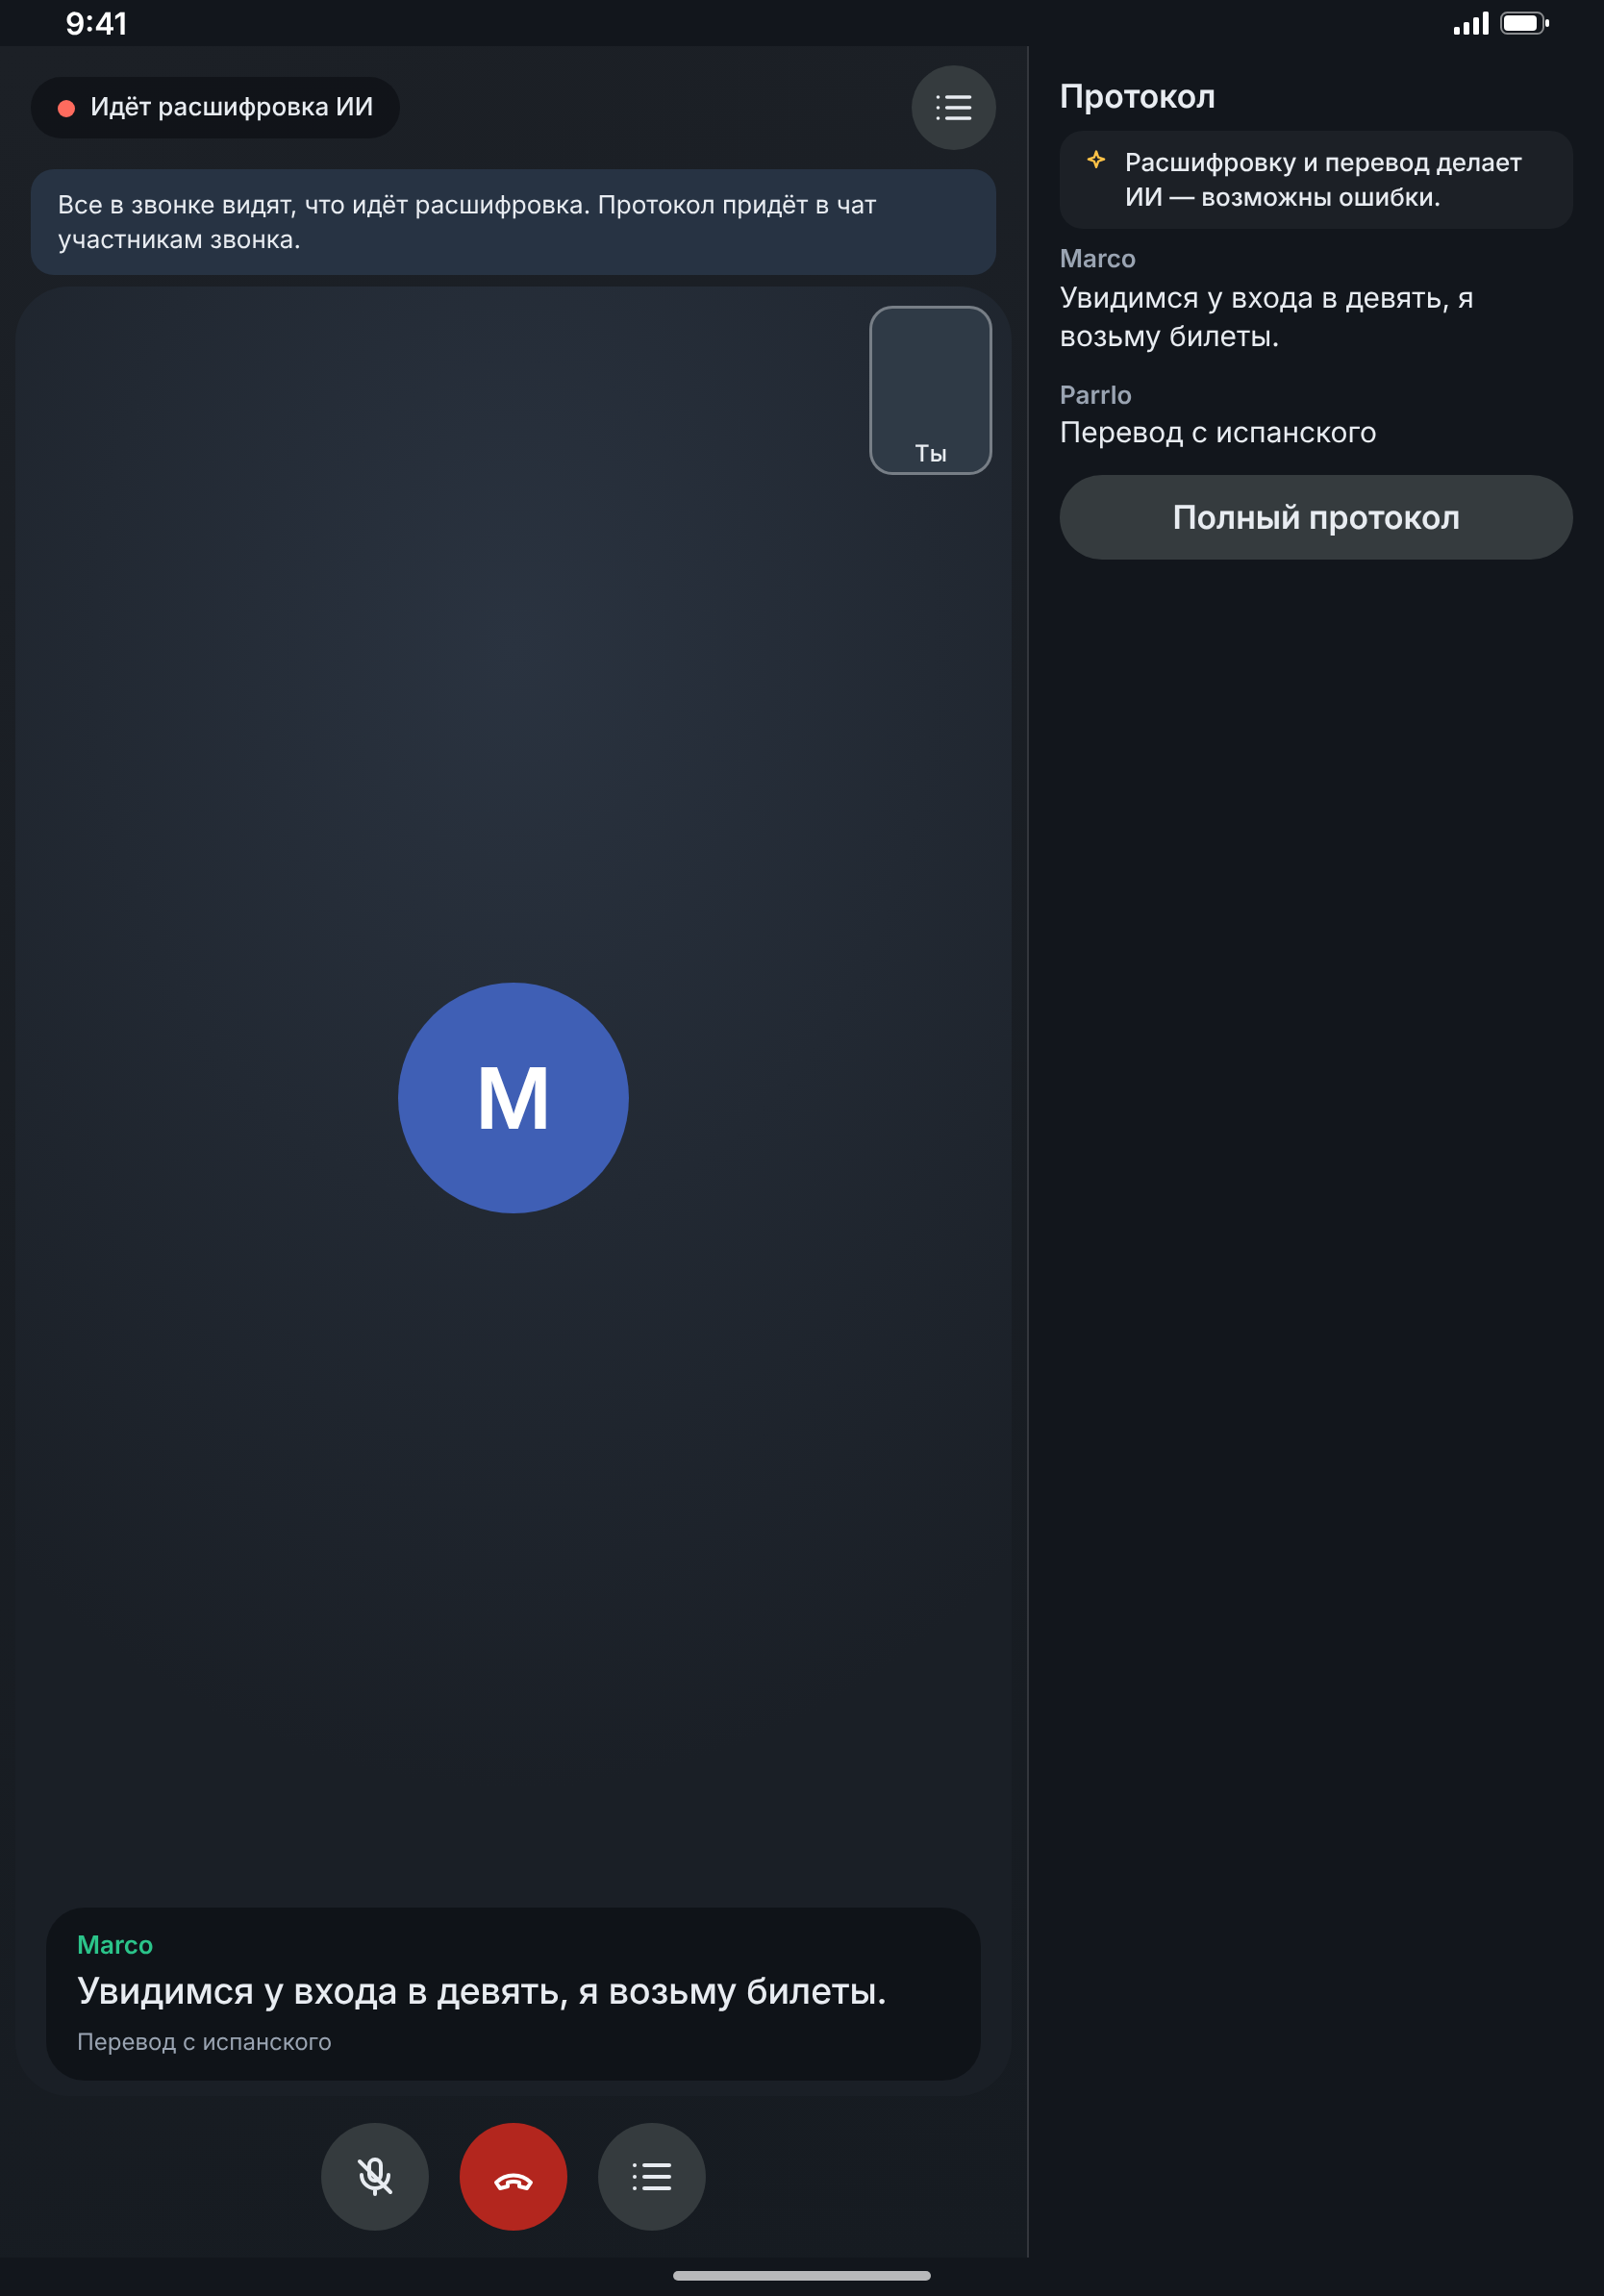 9:41
Идёт расшифровка ИИ
Все в звонке видят, что идёт расшифровка. Протокол придёт в чат
участникам звонка.
Ты
M
Marco
Увидимся у входа в девять, я возьму билеты.
Перевод с испанского
Протокол
Расшифровку и перевод делает
ИИ — возможны ошибки.
Marco
Увидимся у входа в девять, я
возьму билеты.
Parrlo
Перевод с испанского
Полный протокол